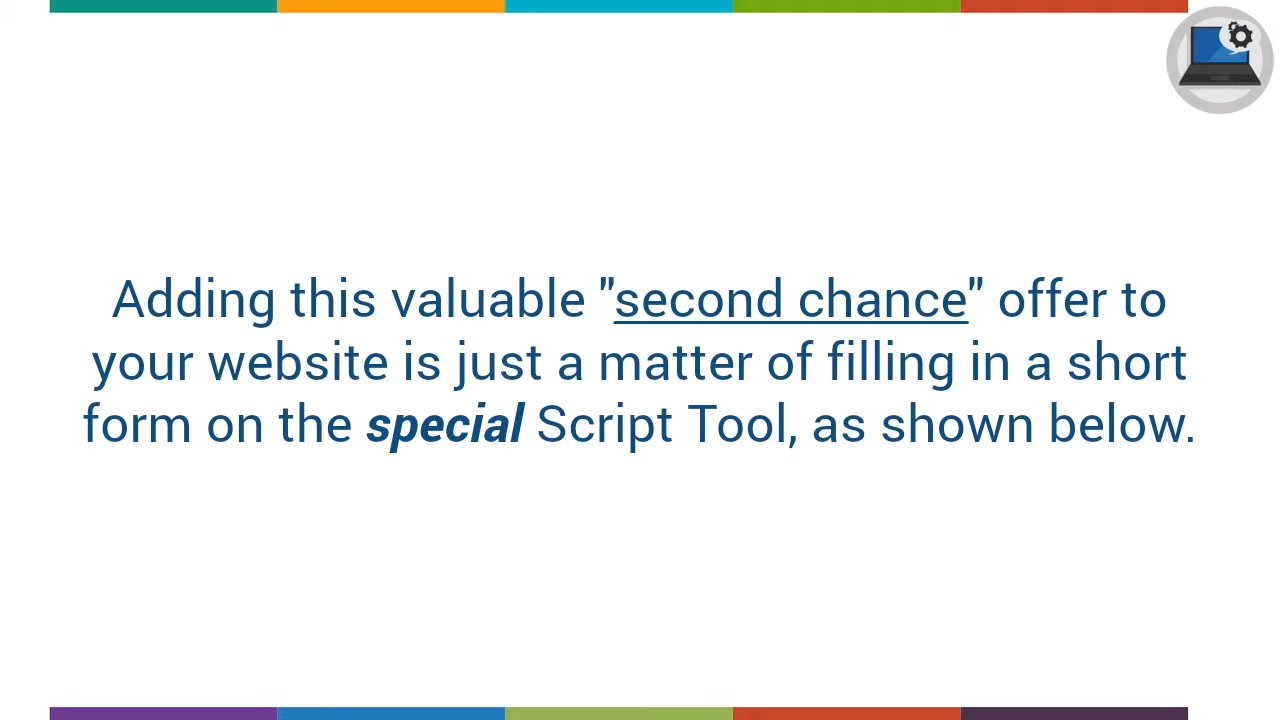 Adding this valuable "second chance" offer to
your website is just a matter of filling in a short
form on the special Script Tool, as shown below.